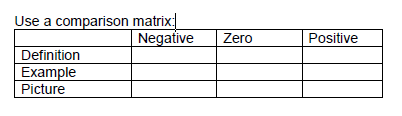 Use a comparison matrix:
Negative Zero Positive
Definition
Example
Picture